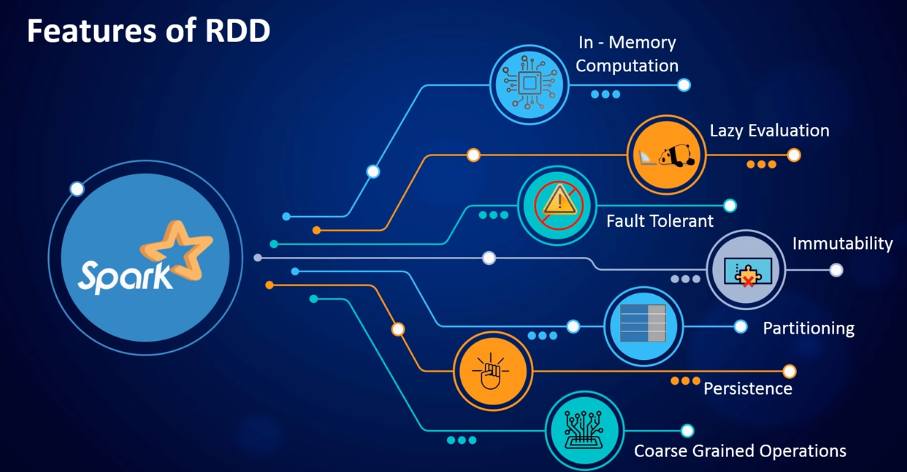 Features of RDD
In - Memory
Computation
Lazy Evaluation
Fault Tolerant
Immutability
Spark
Partitioning
Persistence
Coarse Grained Operations